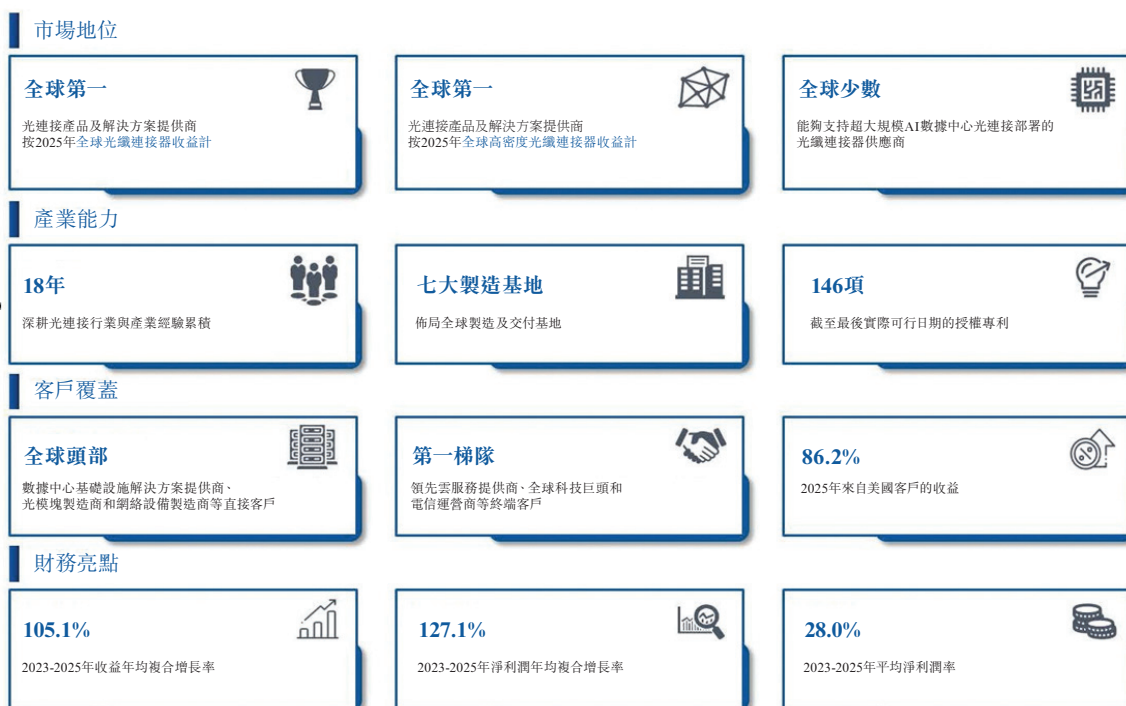 市場地位
全球第一
光連接產品及解決方案提供商
按2025年全球光纖連接器收益計
全球第一
光連接產品及解決方案提供商
按2025年全球高密度光纖連接器收益計
全球少數
能夠支持超大規模AI數據中心光連接部署的
光纖連接器供應商
產業能力
18年
深耕光連接行業與產業經驗累積
七大製造基地
佈局全球製造及交付基地
146項
截至最後實際可行日期的授權專利
客戶覆蓋
全球頭部
數據中心基礎設施解決方案提供商、
光模塊製造商和網絡設備製造商等直接客戶
第一梯隊
領先雲服務提供商、全球科技巨頭和
電信運營商等終端客戶
86.2%
2025年來自美國客戶的收益
財務亮點
105.1%
2023-2025年收益年均複合增長率
127.1%
2023-2025年淨利潤年均複合增長率
28.0%
2023-2025年平均淨利潤率